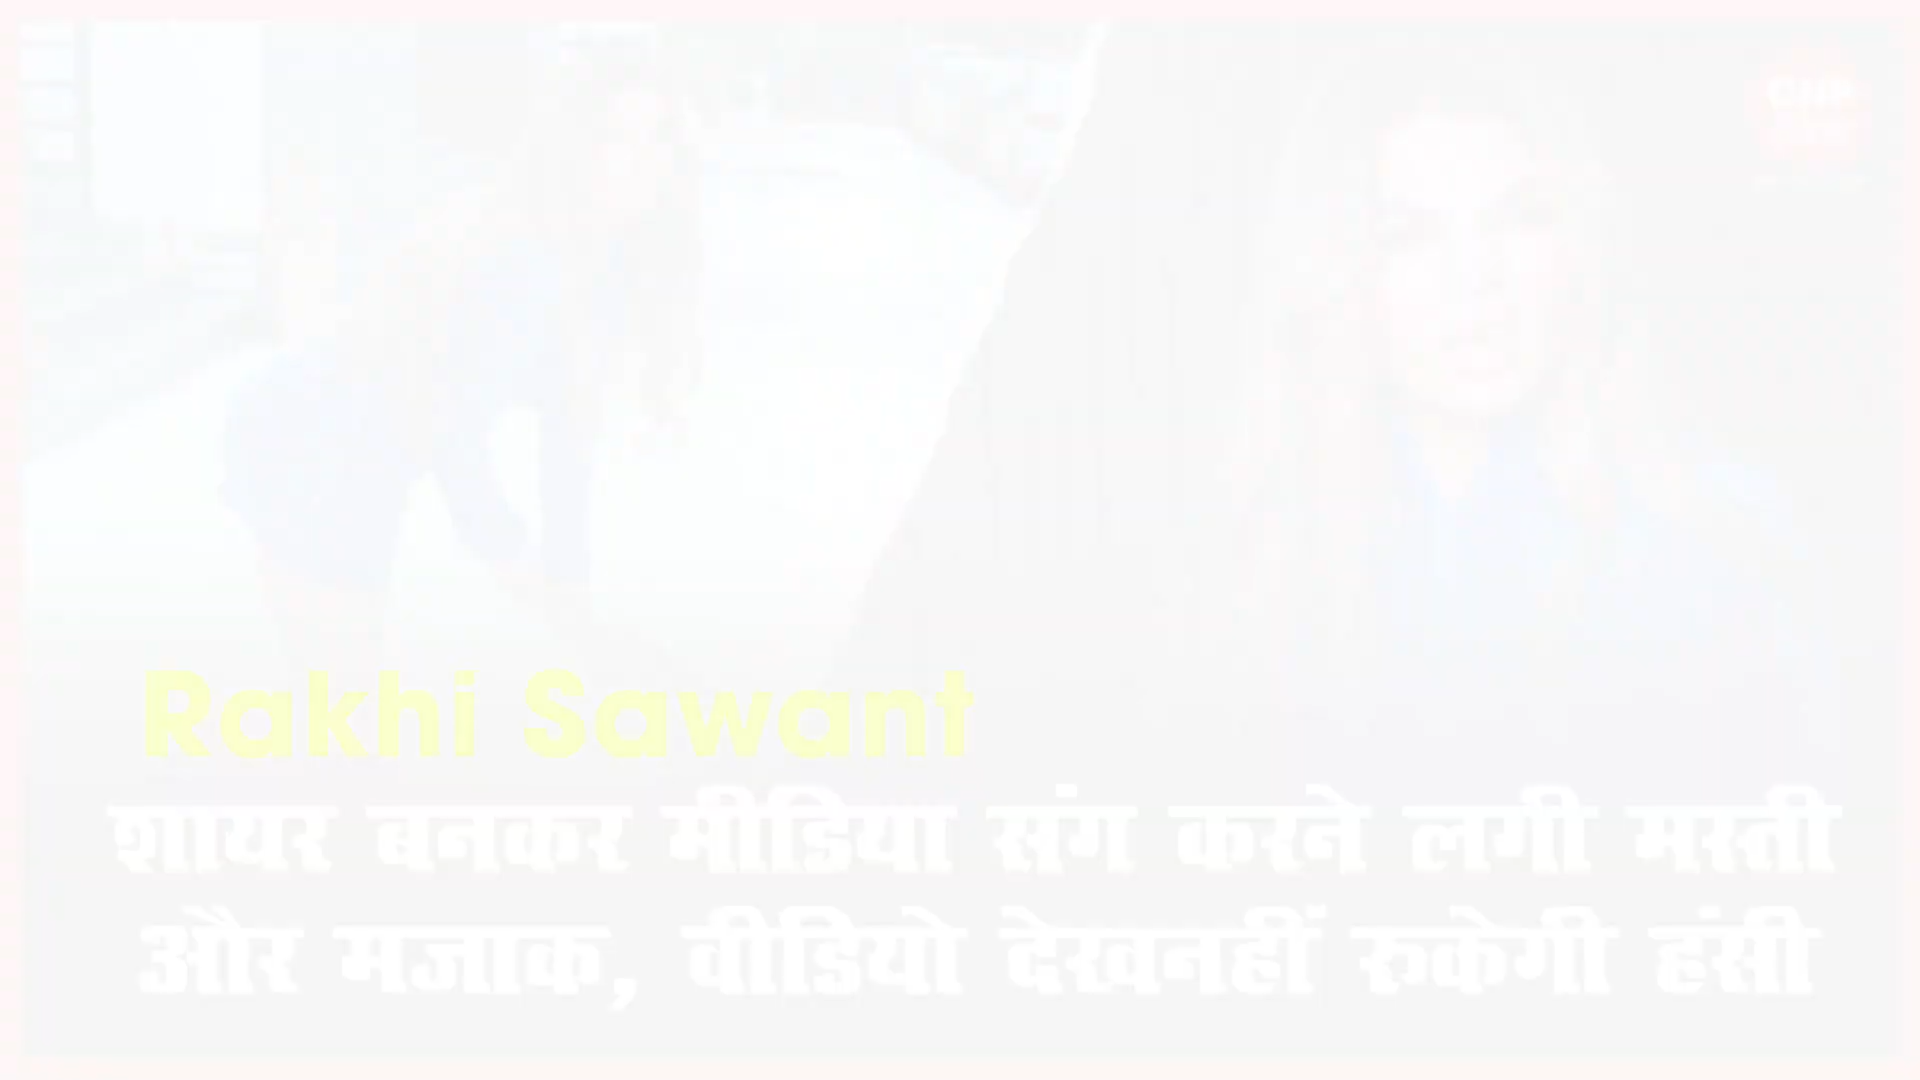 Rakhi Sawant
शायर बनकर मीडिया संग करने लगी मस्ती
और मजाक, वीडियो देखनहीं रुकेगी हंसी